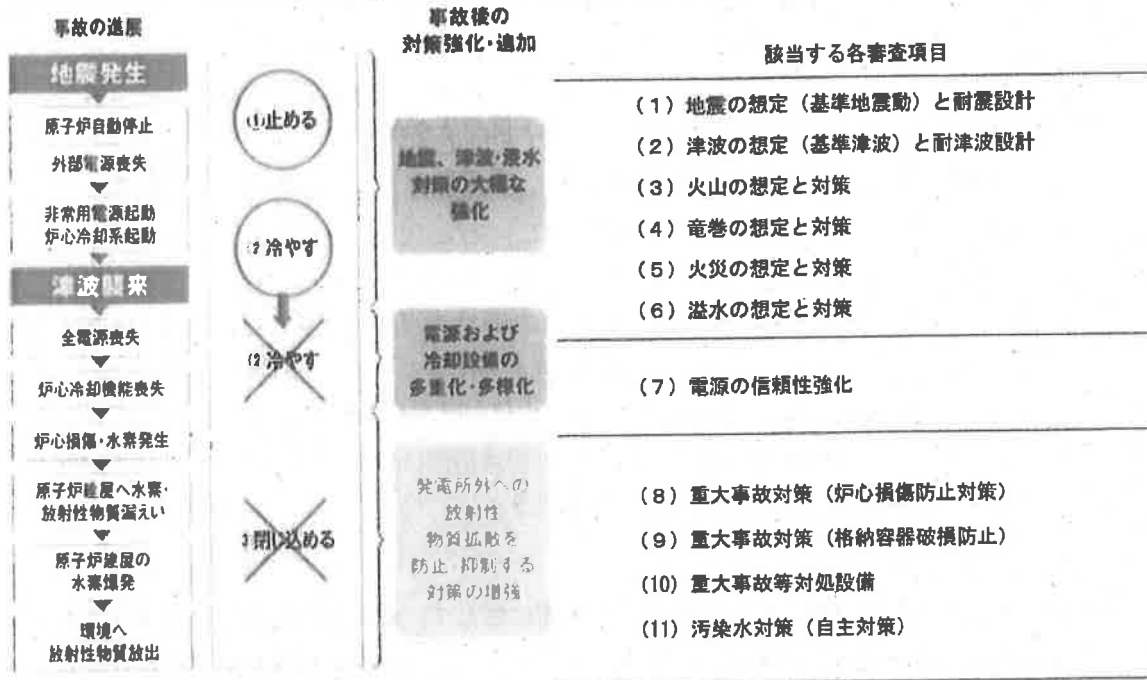 事故の進展
地震発生
原子炉自動停止
外部電源喪失
非常用電源起動
炉心冷却系起動
津波襲来
全電源喪失
炉心冷却機能喪失
炉心損傷・水素発生
原子炉建屋へ水素・
放射性物質漏えい
原子炉建屋の
水素爆発
環境へ
放射性物質放出
(1)止める
(2 冷やす
(2 冷やす
3 閉じ込める
事故後の
対策強化・追加
地震、津波・浸水
対策の大幅な
強化
電源および
冷却設備の
多重化・多様化
発電所外への
放射性
物質拡散を
防止・抑制する
対策の増強
該当する各審査項目
(1) 地震の想定(基準地震動)と耐震設計
(2) 津波の想定(基準津波)と耐津波設計
(3) 火山の想定と対策
(4) 竜巻の想定と対策
(5) 火災の想定と対策
(6) 溢水の想定と対策
(7) 電源の信頼性強化
(8) 重大事故対策(炉心損傷防止対策)
(9) 重大事故対策(格納容器破損防止)
(10) 重大事故等対処設備
(11) 汚染水対策(自主対策)